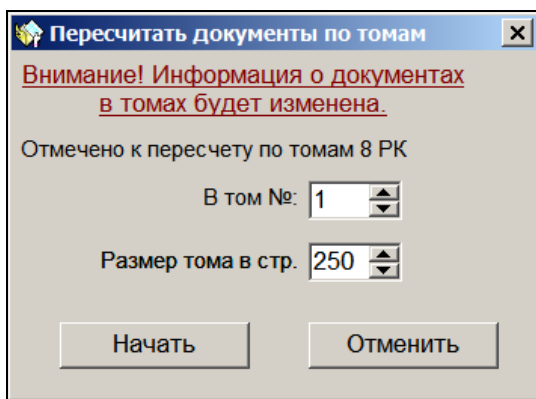 Пересчитать документы по томам
Внимание! Информация о документах
в томах будет изменена.
Отмечено к пересчету по томам 8 РК
В том №: 1
Размер тома в стр. 250
Начать Отменить